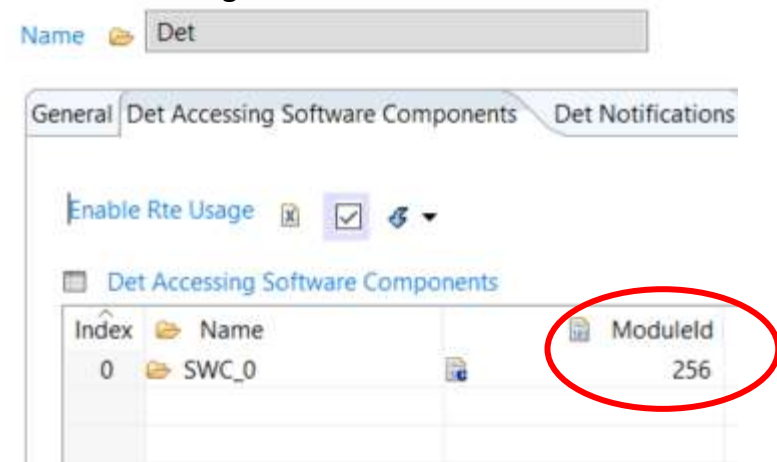 Name Det
General Det Accessing Software Components Det Notifications
Enable Rte Usage
Det Accessing Software Components
Index Name ModuleId
0 SWC_0 256